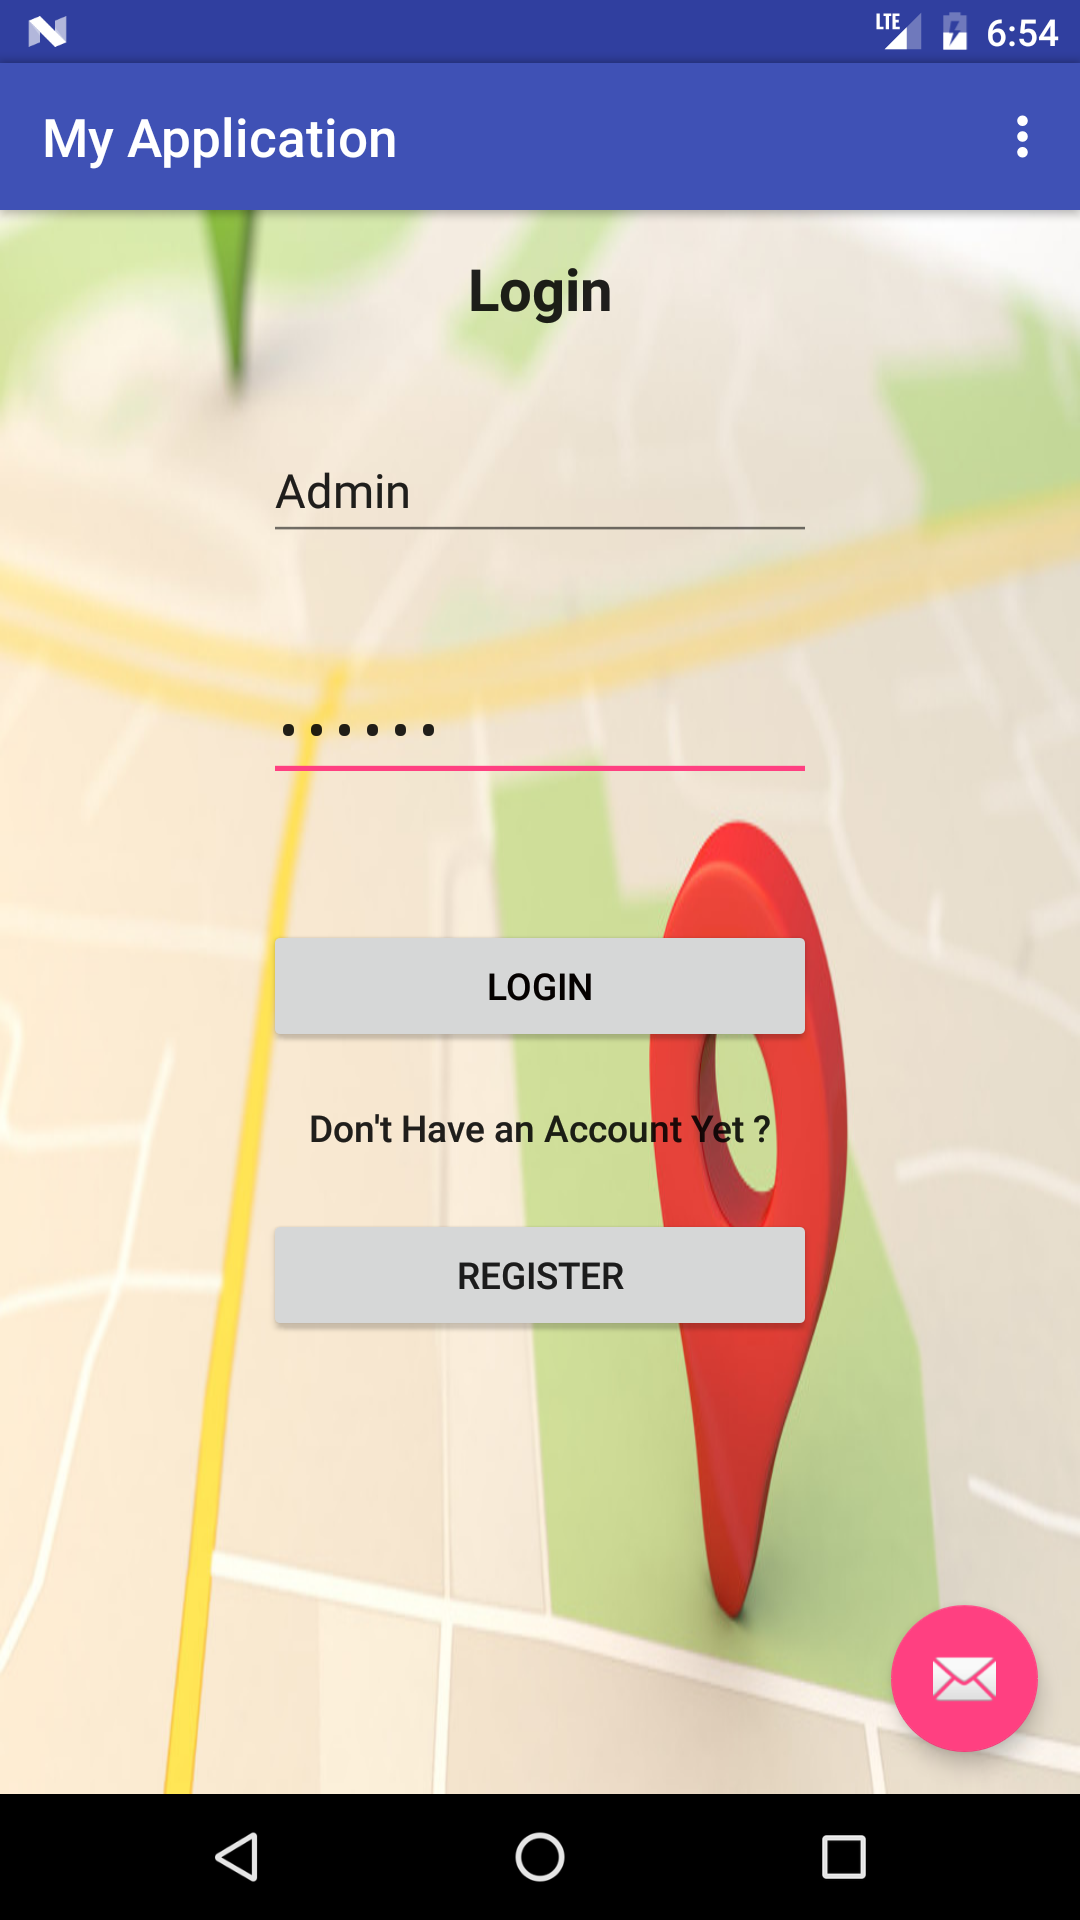 LTE 6:54
My Application
Login
Admin
••••••
LOGIN
Don't Have an Account Yet ?
REGISTER